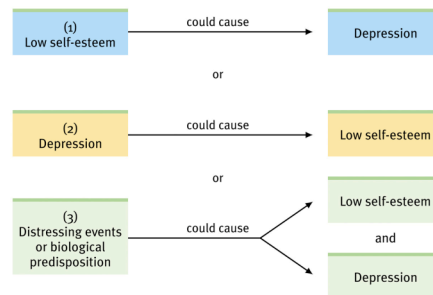 (1)
Low self-esteem
could cause
Depression
or
(2)
Depression
could cause
Low self-esteem
or
(3)
Distressing events
or biological
predisposition
could cause
Low self-esteem
and
Depression